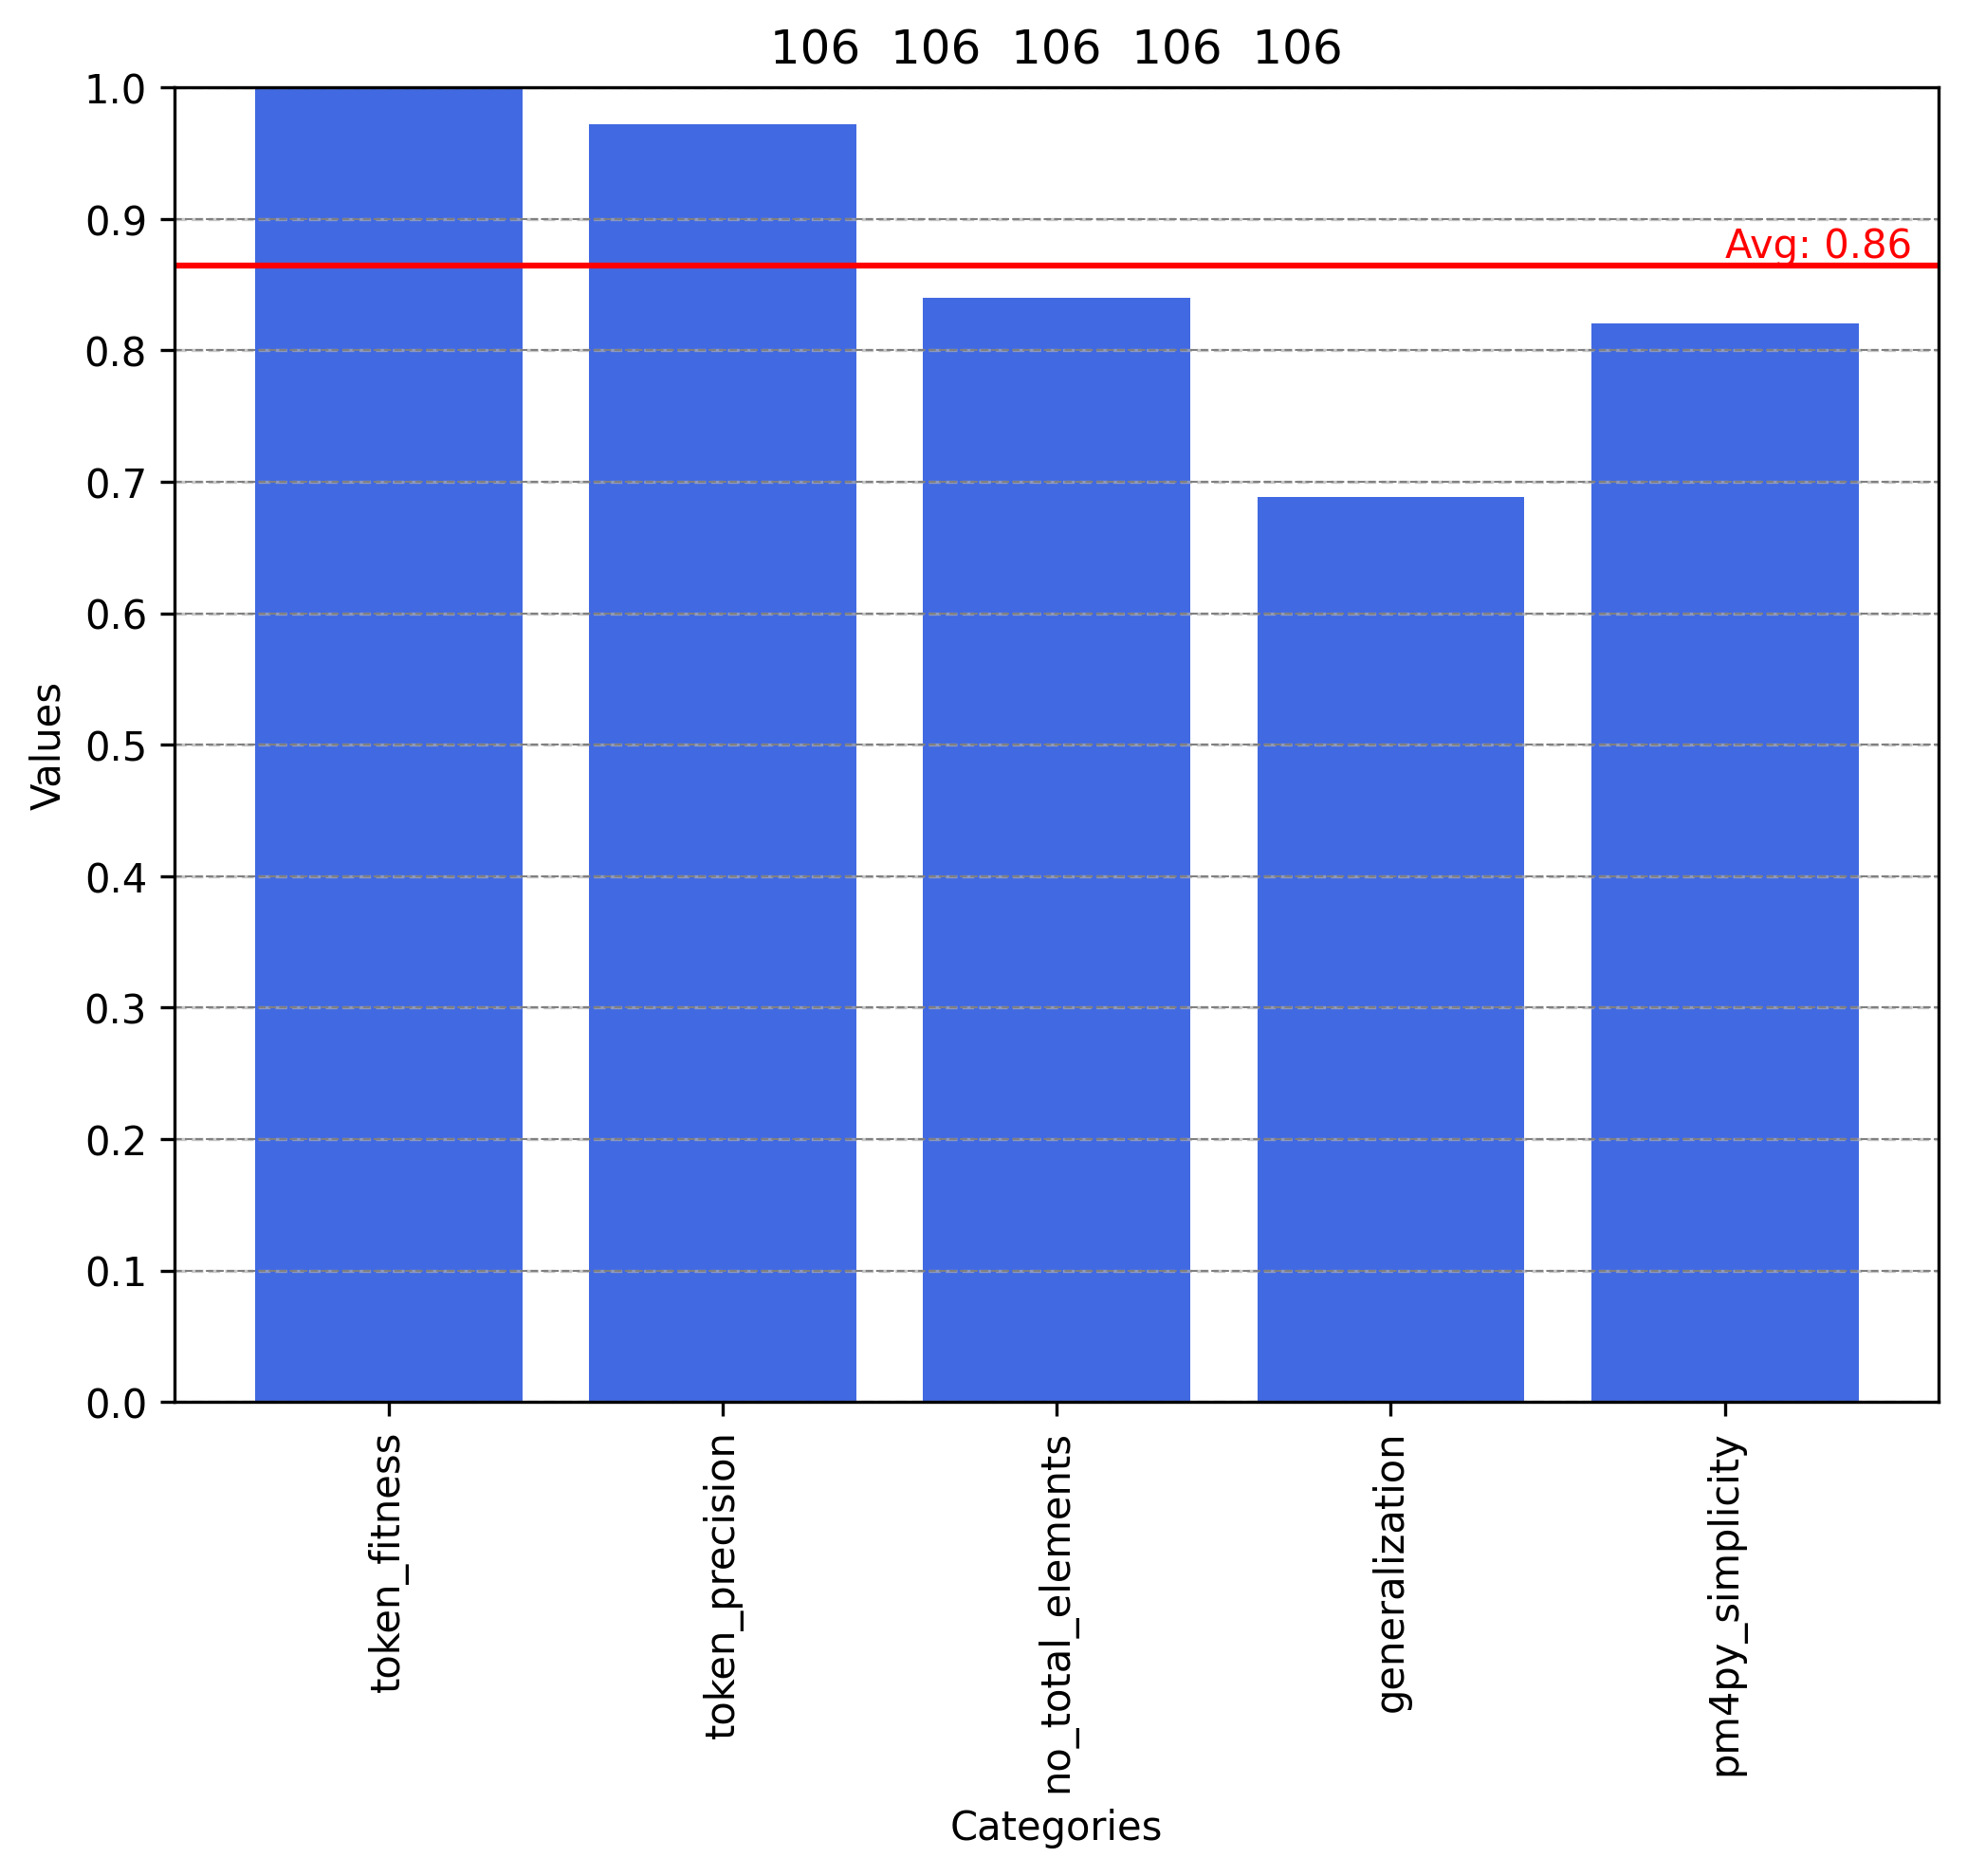 106 106 106 106 106
1.0
0.9
0.8
0.7
0.6
0.5
0.4
0.3
0.2
0.1
0.0
Values
Avg: 0.86
token_fitness
token_precision
no_total_elements
generalization
pm4py_simplicity
Categories